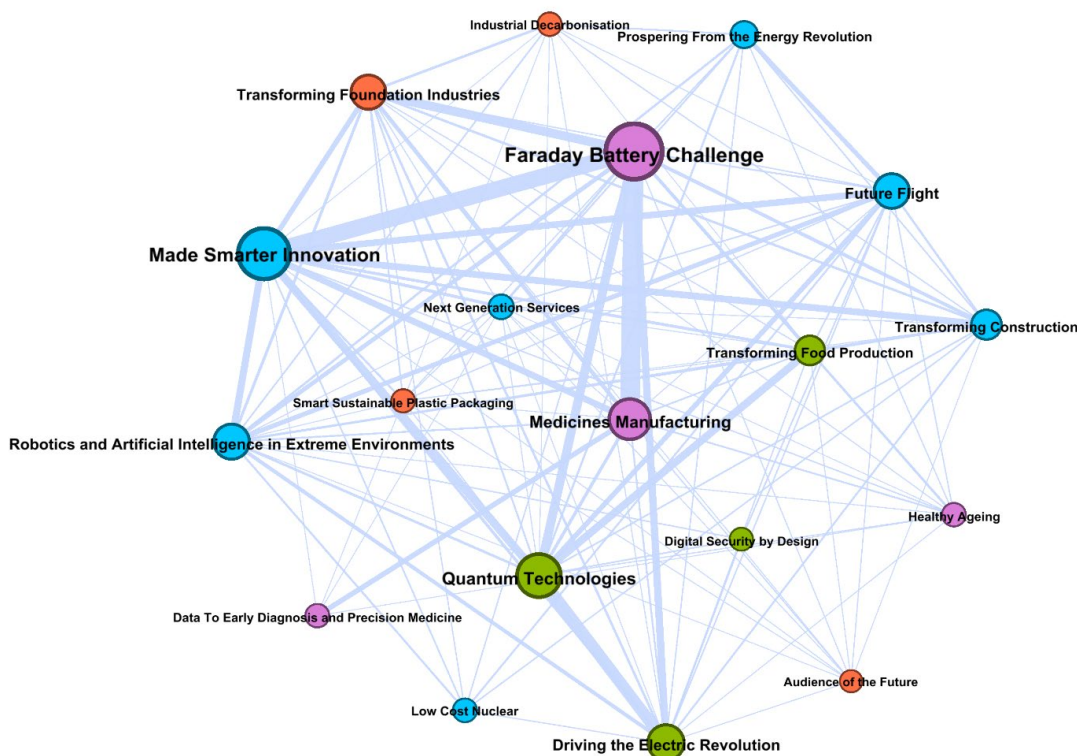 Industrial Decarbonisation
Prospering From the Energy Revolution
Transforming Foundation Industries
Faraday Battery Challenge
Future Flight
Made Smarter Innovation
Next Generation Services
Transforming Construction
Transforming Food Production
Smart Sustainable Plastic Packaging
Medicines Manufacturing
Robotics and Artificial Intelligence in Extreme Environments
Healthy Ageing
Digital Security by Design
Quantum Technologies
Data To Early Diagnosis and Precision Medicine
Audience of the Future
Low Cost Nuclear
Driving the Electric Revolution